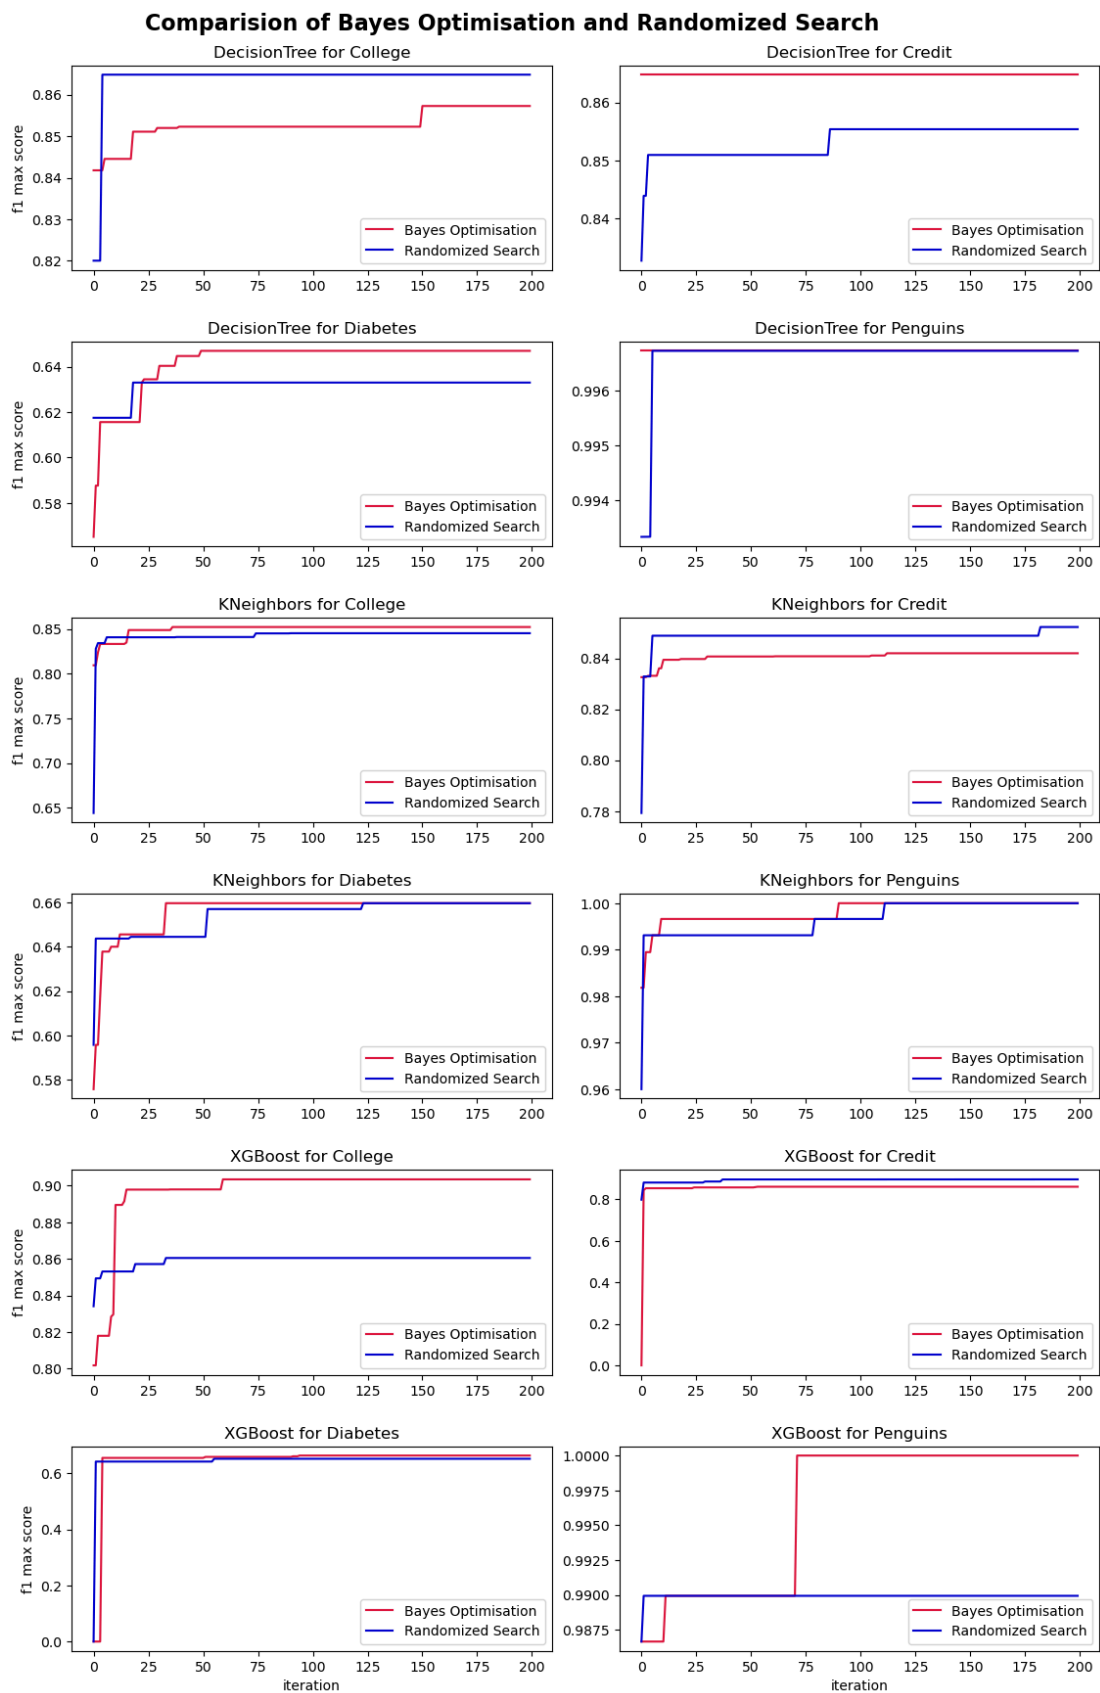 Comparision of Bayes Optimisation and Randomized Search
DecisionTree for College
f1 max score
0.86
0.85
0.84
0.83
0.82
Bayes Optimisation
Randomized Search
0 25 50 75 100 125 150 175 200
DecisionTree for Credit
0.86
0.85
0.84
Bayes Optimisation
Randomized Search
0 25 50 75 100 125 150 175 200
DecisionTree for Diabetes
f1 max score
0.64
0.62
0.60
0.58
Bayes Optimisation
Randomized Search
0 25 50 75 100 125 150 175 200
DecisionTree for Penguins
0.996
0.995
0.994
Bayes Optimisation
Randomized Search
0 25 50 75 100 125 150 175 200
KNeighbors for College
f1 max score
0.85
0.80
0.75
0.70
0.65
Bayes Optimisation
Randomized Search
0 25 50 75 100 125 150 175 200
KNeighbors for Credit
0.84
0.82
0.80
0.78
Bayes Optimisation
Randomized Search
0 25 50 75 100 125 150 175 200
KNeighbors for Diabetes
f1 max score
0.66
0.64
0.62
0.60
0.58
Bayes Optimisation
Randomized Search
0 25 50 75 100 125 150 175 200
KNeighbors for Penguins
1.00
0.99
0.98
0.97
0.96
Bayes Optimisation
Randomized Search
0 25 50 75 100 125 150 175 200
XGBoost for College
f1 max score
0.90
0.88
0.86
0.84
0.82
0.80
Bayes Optimisation
Randomized Search
0 25 50 75 100 125 150 175 200
XGBoost for Credit
0.8
0.6
0.4
0.2
0.0
Bayes Optimisation
Randomized Search
0 25 50 75 100 125 150 175 200
XGBoost for Diabetes
f1 max score
0.6
0.4
0.2
0.0
Bayes Optimisation
Randomized Search
0 25 50 75 100 125 150 175 200
iteration
XGBoost for Penguins
1.0000
0.9975
0.9950
0.9925
0.9900
0.9875
Bayes Optimisation
Randomized Search
0 25 50 75 100 125 150 175 200
iteration